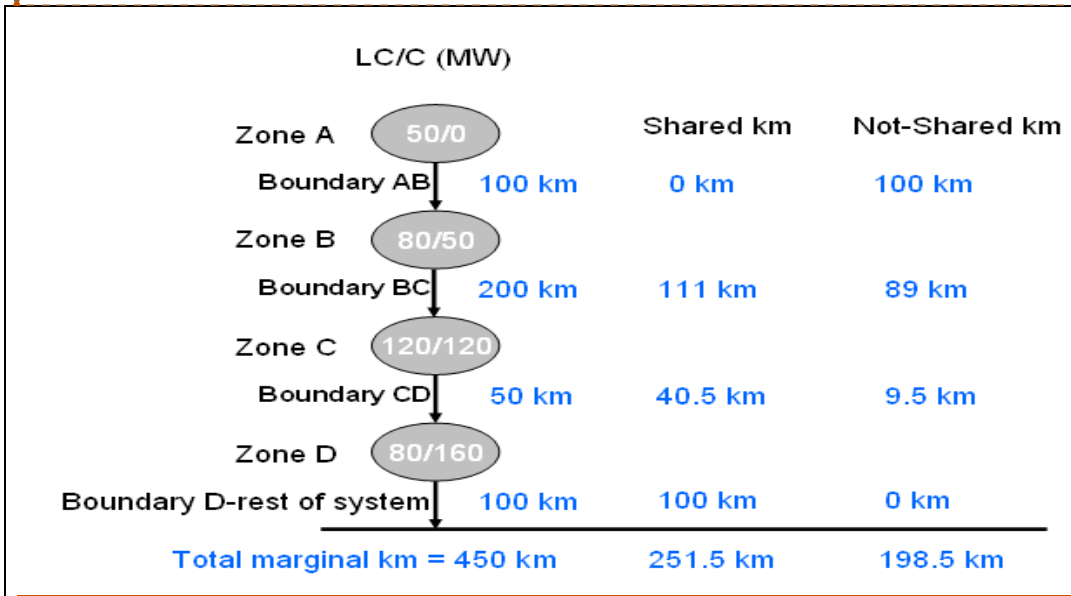 LC/C (MW)
Shared km Not-Shared km
Zone A 50/0
Boundary AB 100 km 0 km 100 km
Zone B 80/50
Boundary BC 200 km 111 km 89 km
Zone C 120/120
Boundary CD 50 km 40.5 km 9.5 km
Zone D 80/160
Boundary D-rest of system 100 km 100 km 0 km
Total marginal km = 450 km 251.5 km 198.5 km